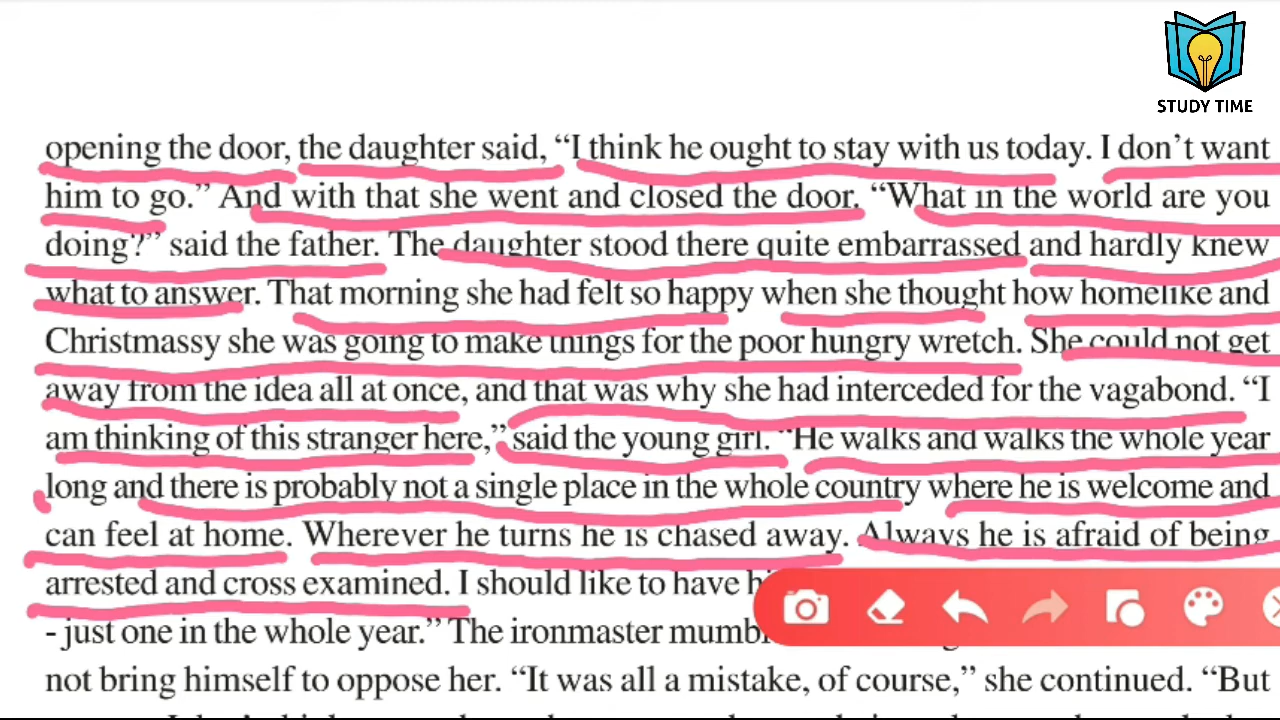 STUDY TIME
opening the door, the daughter said, “I think he ought to stay with us today. I don’t want
him to go.” And with that she went and closed the door. “What in the world are you
doing?” said the father. The daughter stood there quite embarrassed and hardly knew
what to answer. That morning she had felt so happy when she thought how homelike and
Christmassy she was going to make things for the poor hungry wretch. She could not get
away from the idea all at once, and that was why she had interceded for the vagabond. “I
am thinking of this stranger here,” said the young girl. “He walks and walks the whole year
long and there is probably not a single place in the whole country where he is welcome and
can feel at home. Wherever he turns he is chased away. Always he is afraid of being
arrested and cross examined. I should like to have
- just one in the whole year.” The ironmaster
not bring himself to oppose her. “It was all a mistake, of course,” she continued. “But